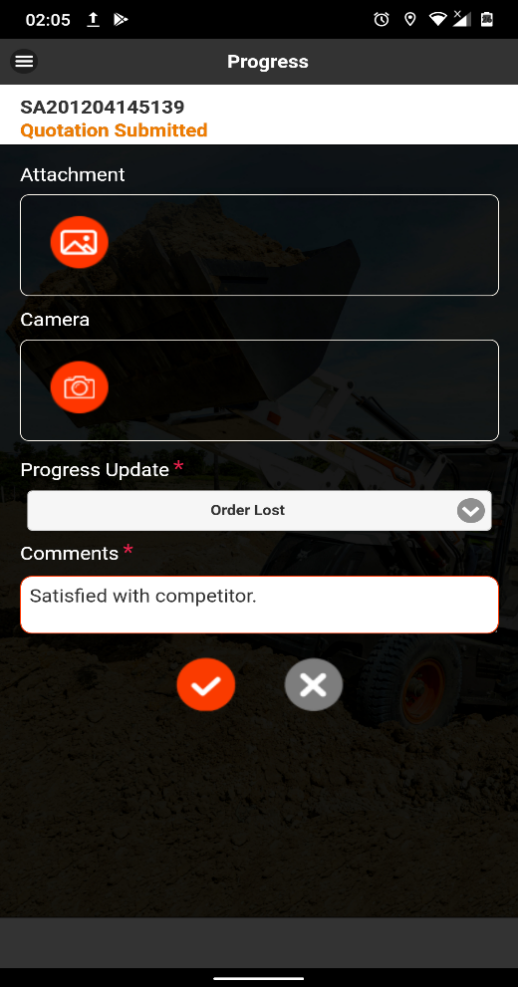 02:05
Progress
SA201204145139
Quotation Submitted
Attachment
Camera
Progress Update *
Order Lost
Comments *
Satisfied with competitor.